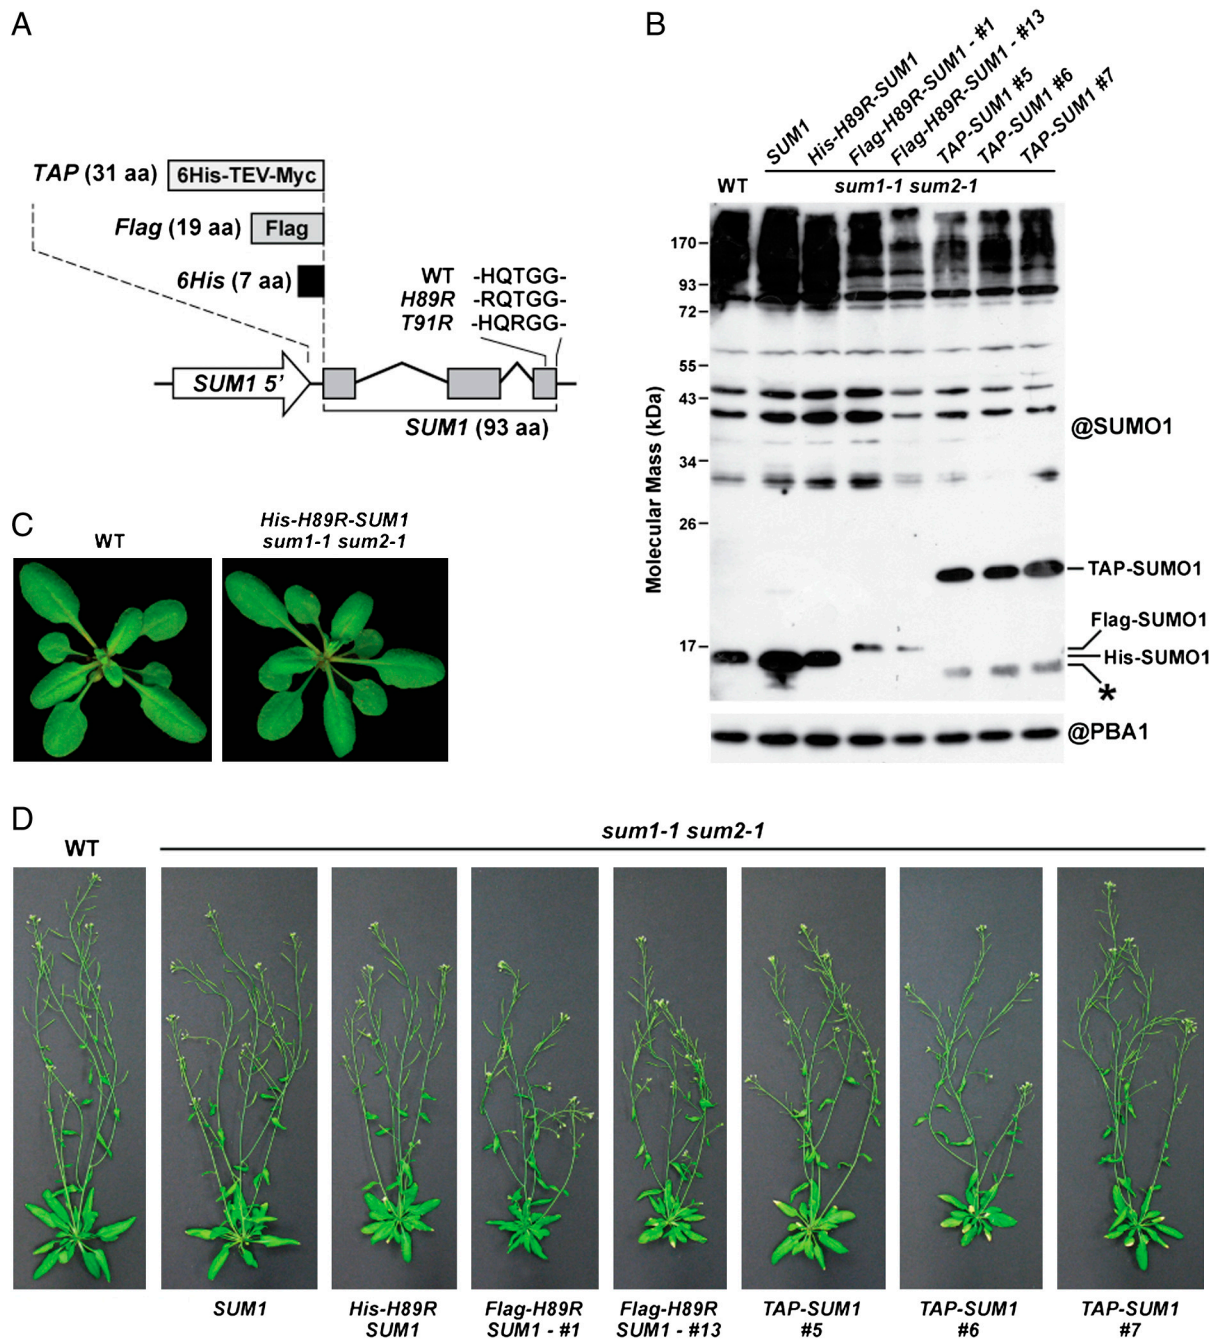 A
TAP (31 aa)
6His-TEV-Myc
Flag (19 aa)
Flag
6His (7 aa)
WT -HQTGG-
H89R -RQTGG-
T91R -HQRGG-
SUM1 5'
SUM1 (93 aa)
B
SUM1
His-H89R-SUM1
Flag-H89R-SUM1 - #1
Flag-H89R-SUM1 - #13
TAP-SUM1 #5
TAP-SUM1 #6
TAP-SUM1 #7
WT
sum1-1 sum2-1
Molecular Mass (kDa)
170
93
72
55
43
34
26
17
@SUMO1
TAP-SUMO1
Flag-SUMO1
His-SUMO1
*
@PBA1
C
WT
His-H89R-SUM1
sum1-1 sum2-1
D
WT
sum1-1 sum2-1
SUM1
His-H89R
SUM1
Flag-H89R
SUM1 - #1
Flag-H89R
SUM1 - #13
TAP-SUM1
#5
TAP-SUM1
#6
TAP-SUM1
#7